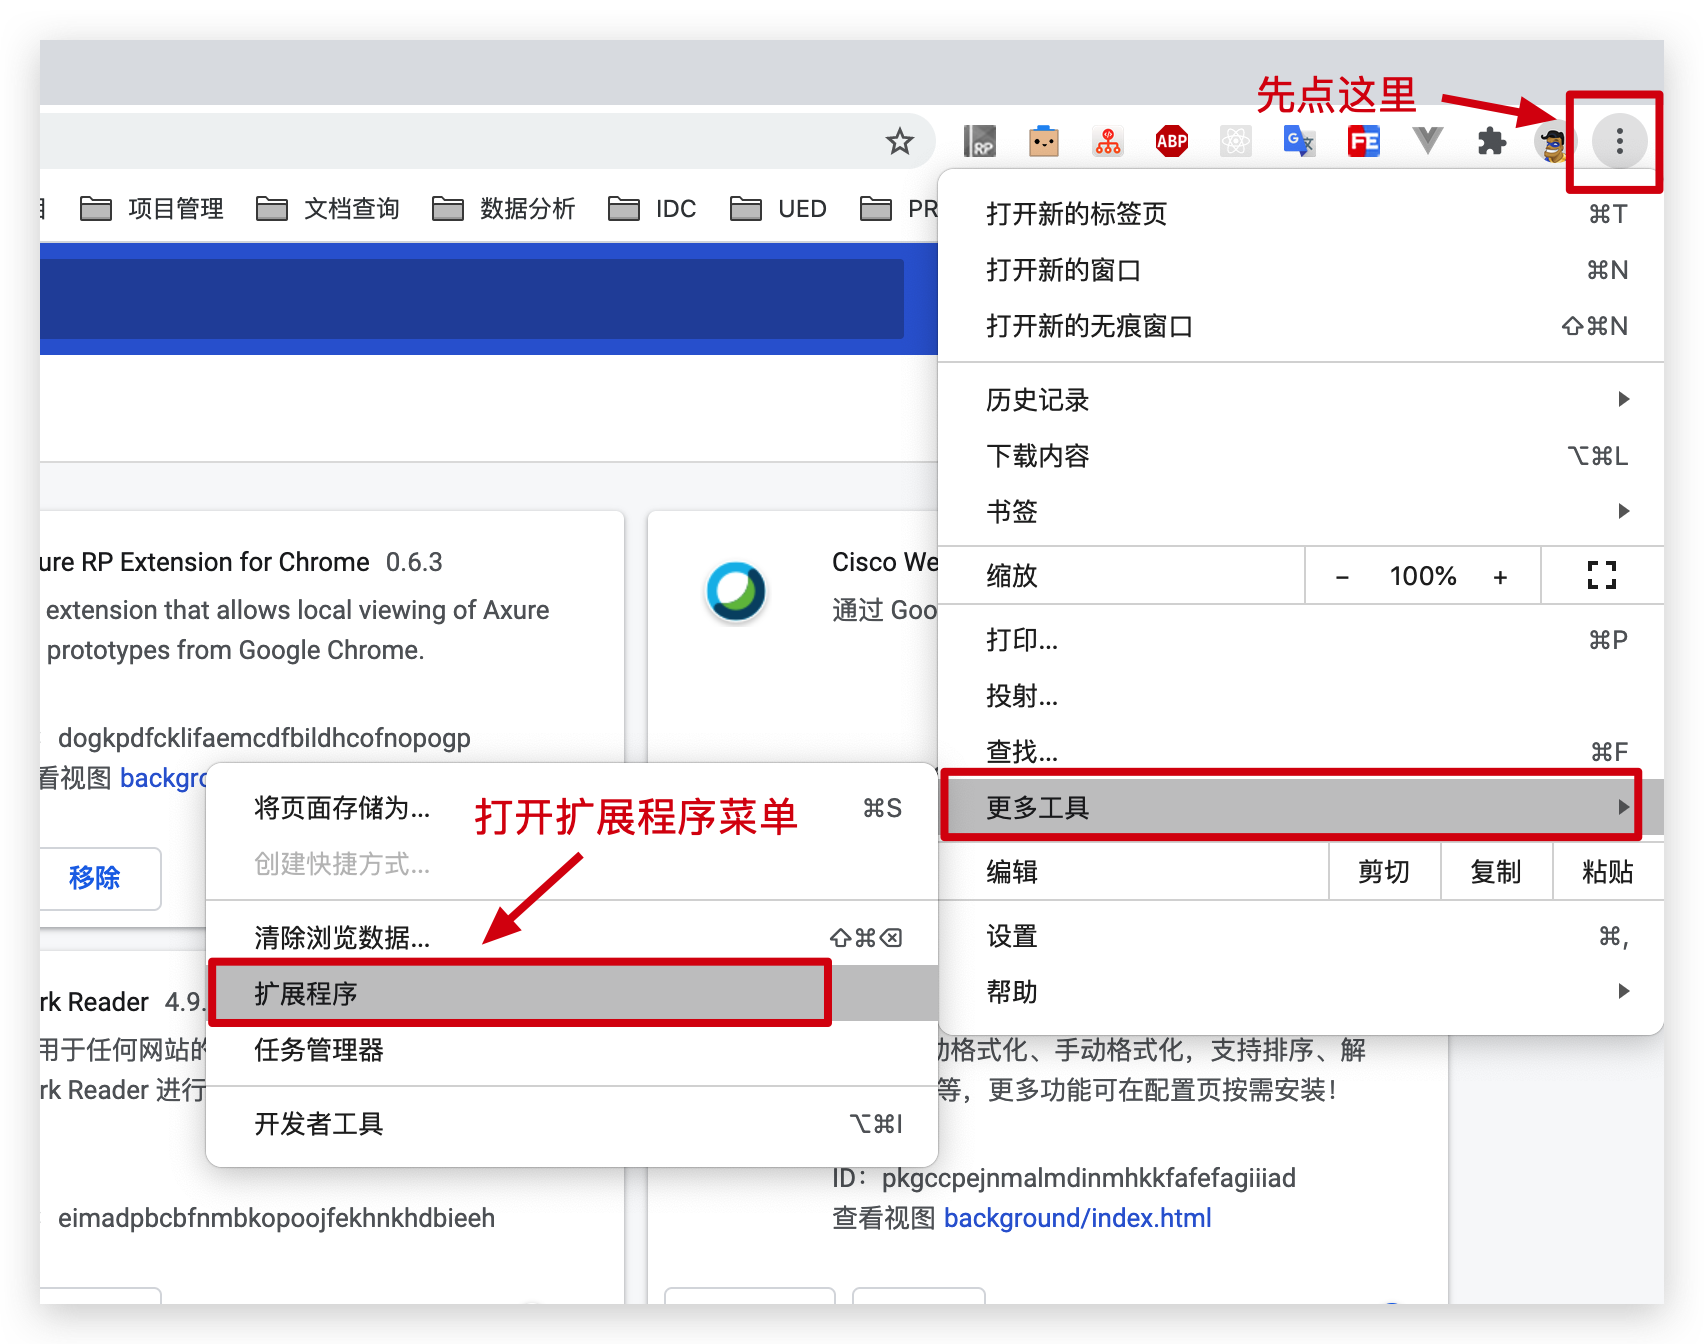 先点这里
RP
ABP
G
FE
项目管理
文档查询
数据分析
IDC
UED
PR
打开新的标签页 ⌘T
打开新的窗口 ⌘N
打开新的无痕窗口 ⇧⌘N
历史记录
下载内容 ⌥⌘L
书签
缩放 − 100% +
打印... ⌘P
投射...
查找... ⌘F
更多工具
编辑 剪切 复制 粘贴
设置 ⌘,
帮助
ure RP Extension for Chrome 0.6.3
extension that allows local viewing of Axure
prototypes from Google Chrome.
dogkpdfcklifaemcdfbildhcofnopogp
看视图 backgro
移除
Cisco We
通过 Goo
打开扩展程序菜单
将页面存储为... ⌘S
创建快捷方式...
清除浏览数据... ⇧⌘⌫
扩展程序
任务管理器
开发者工具 ⌥⌘I
rk Reader 4.9.
用于任何网站的
rk Reader 进行
eimadpbcbfnmbkopoojfekhnkhdbieeh
动格式化、手动格式化，支持排序、解
等，更多功能可在配置页按需安装！
ID：pkgccpejnmalmdinmhkkfafefagiiiad
查看视图 background/index.html